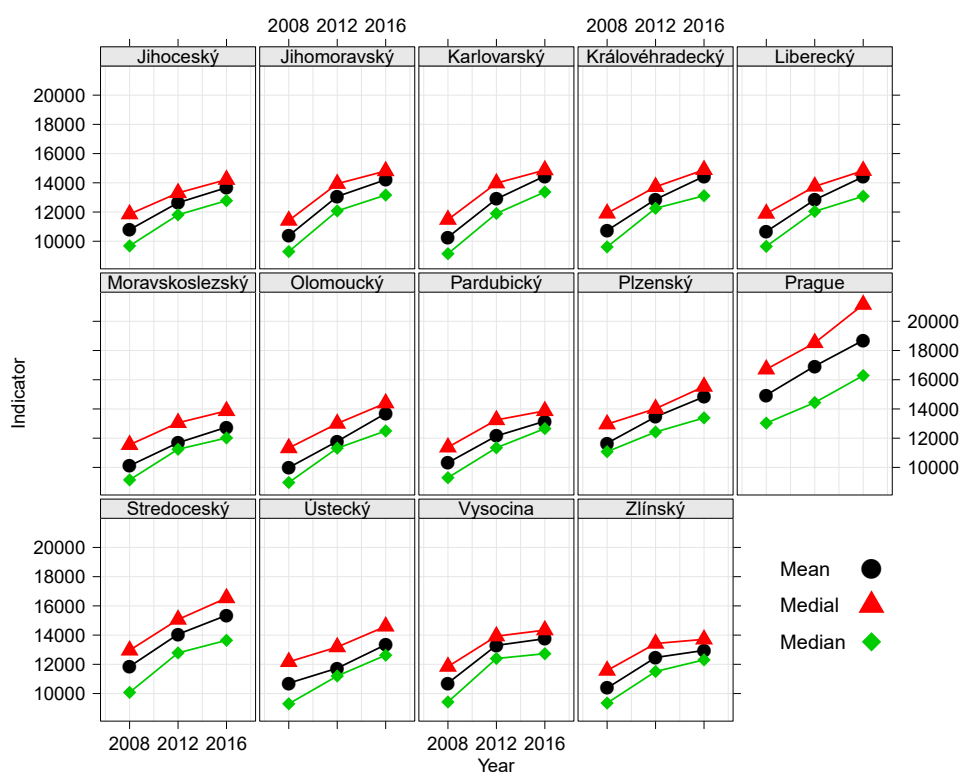 2008 2012 2016 2008 2012 2016
Jihoceský Jihomoravský Karlovarský Královéhradecký Liberecký
20000
18000
16000
14000
12000
10000
Moravskoslezský Olomoucký Pardubický Plzenský Prague
20000
18000
16000
14000
12000
10000
Indicator
Stredoceský Ústecký Vysocina Zlínský
20000
18000
16000
14000
12000
10000
Mean
Medial
Median
2008 2012 2016 2008 2012 2016
Year